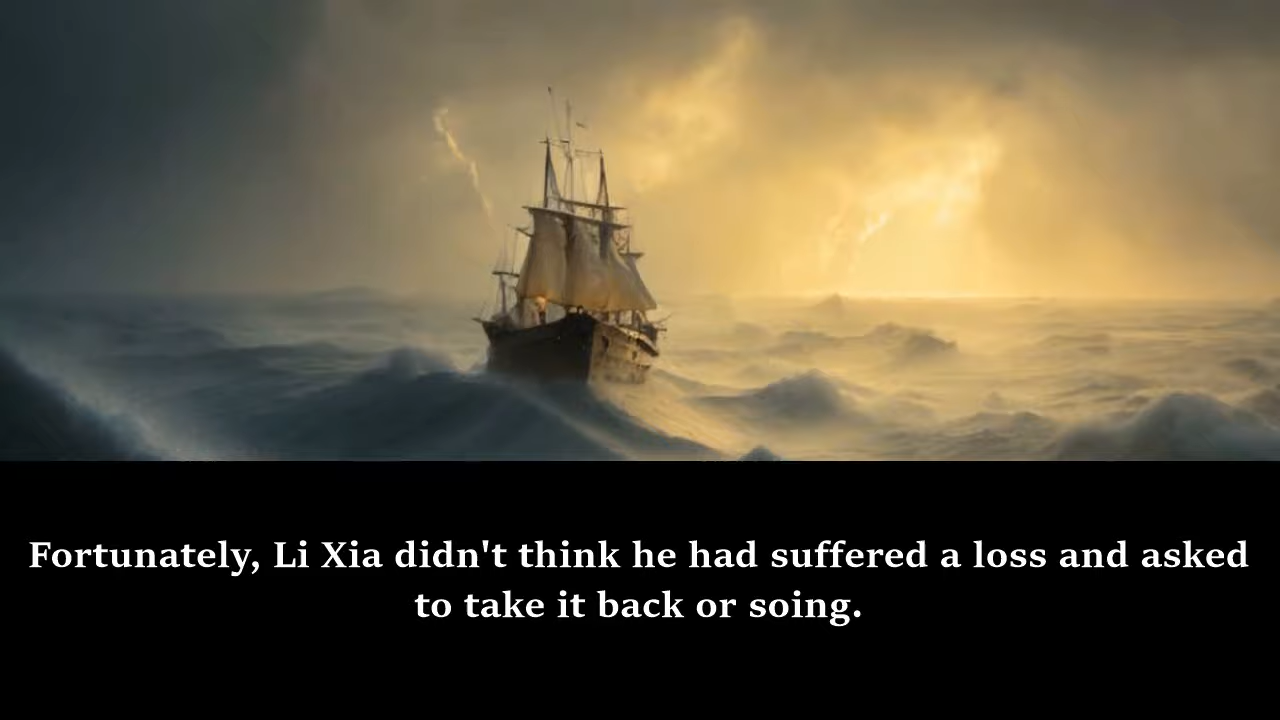 Fortunately, Li Xia didn't think he had suffered a loss and asked
to take it back or soing.